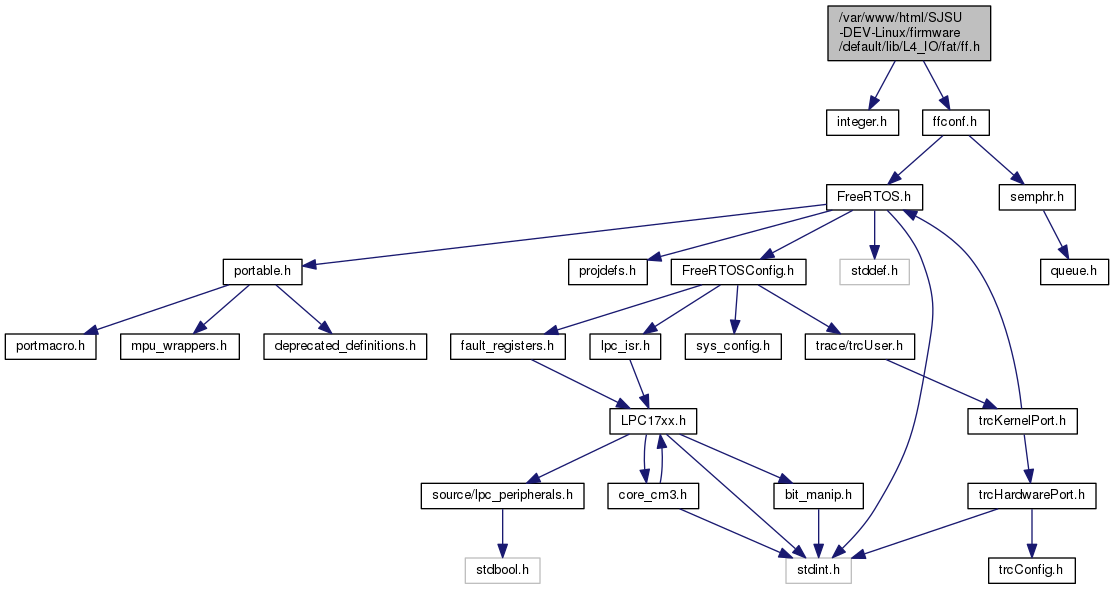 /var/www/html/SJSU
-DEV-Linux/firmware
/default/lib/L4_IO/fat/ff.h
integer.h
ffconf.h
FreeRTOS.h
semphr.h
portable.h
projdefs.h
FreeRTOSConfig.h
stddef.h
queue.h
portmacro.h
mpu_wrappers.h
deprecated_definitions.h
fault_registers.h
lpc_isr.h
sys_config.h
trace/trcUser.h
LPC17xx.h
trcKernelPort.h
source/lpc_peripherals.h
core_cm3.h
bit_manip.h
trcHardwarePort.h
stdbool.h
stdint.h
trcConfig.h